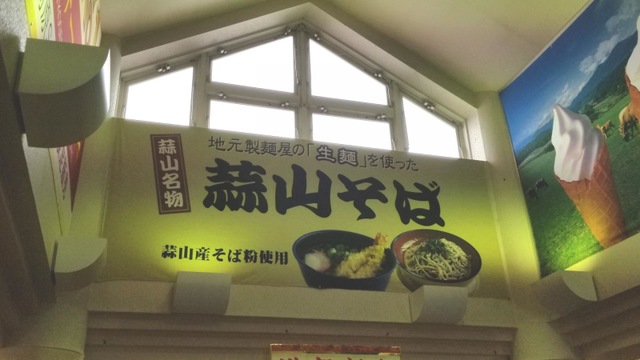 蒜山名物
地元製麺屋の「生麺」を使った
蒜山そば
蒜山産そば粉使用